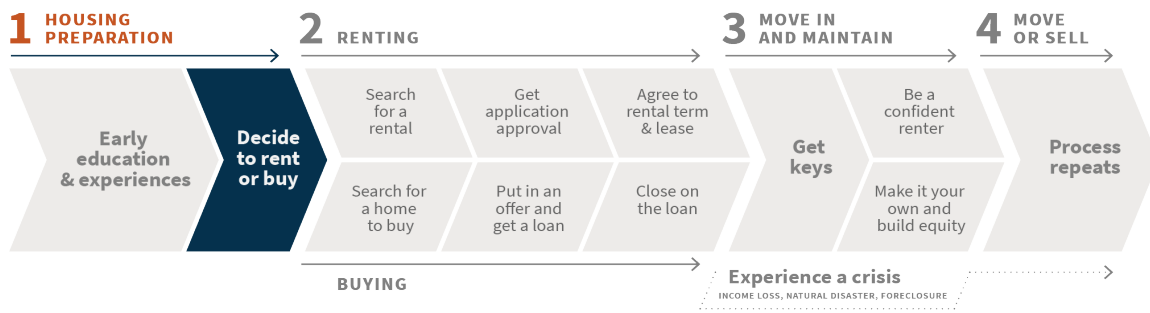 1 HOUSING
PREPARATION
2 RENTING
3 MOVE IN
AND MAINTAIN
4 MOVE
OR SELL
Early
education
& experiences
Decide
to rent
or buy
Search
for a
rental
Get
application
approval
Agree to
rental term
& lease
Search for
a home
to buy
Put in an
offer and
get a loan
Close on
the loan
Get
keys
Be a
confident
renter
Make it your
own and
build equity
Process
repeats
BUYING
Experience a crisis
INCOME LOSS, NATURAL DISASTER, FORECLOSURE